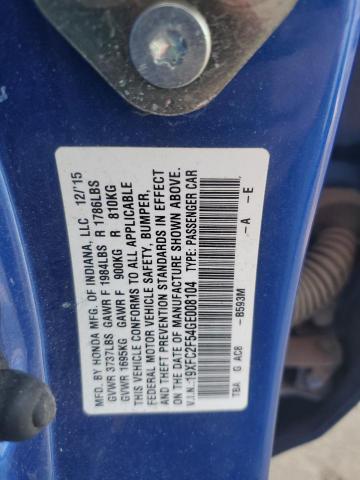 MFD. BY HONDA MFG. OF INDIANA, LLC 12/'15
GVWR 3737LBS GAWR F 1984LBS R 1786LBS
GVWR 1695KG GAWR F 900KG R 810KG
THIS VEHICLE CONFORMS TO ALL APPLICABLE
FEDERAL MOTOR VEHICLE SAFETY, BUMPER,
AND THEFT PREVENTION STANDARDS IN EFFECT
ON THE DATE OF MANUFACTURE SHOWN ABOVE.
V.I.N.: 19XFC2F54GE008104 TYPE: PASSENGER CAR
TBA G AC8 – B593M – A – E